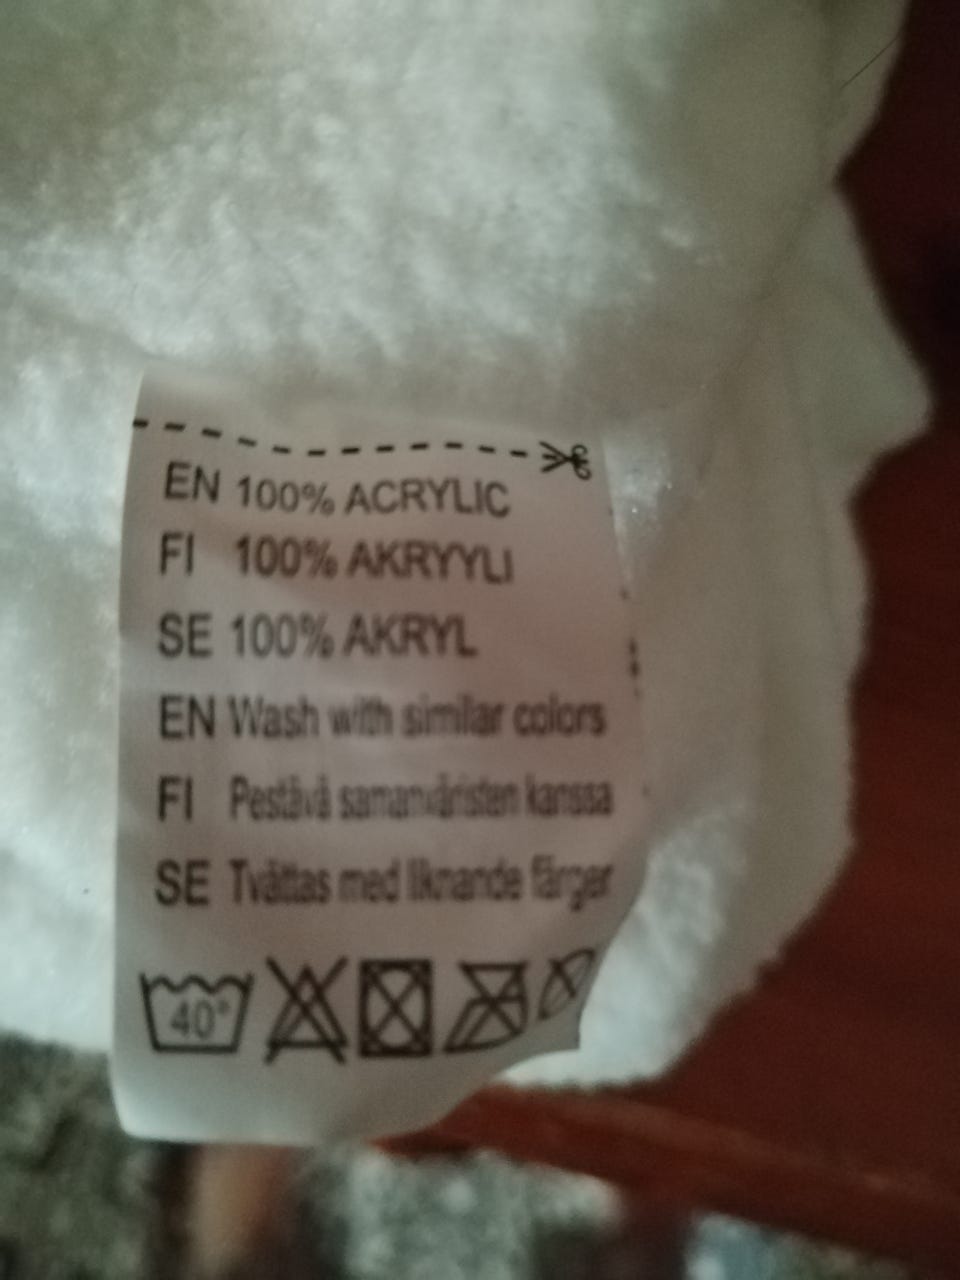 EN 100% ACRYLIC
FI 100% AKRYYLI
SE 100% AKRYL
EN Wash with similar colors
FI Pestävä samanväristen kanssa
SE Tvättas med liknande färger
40°